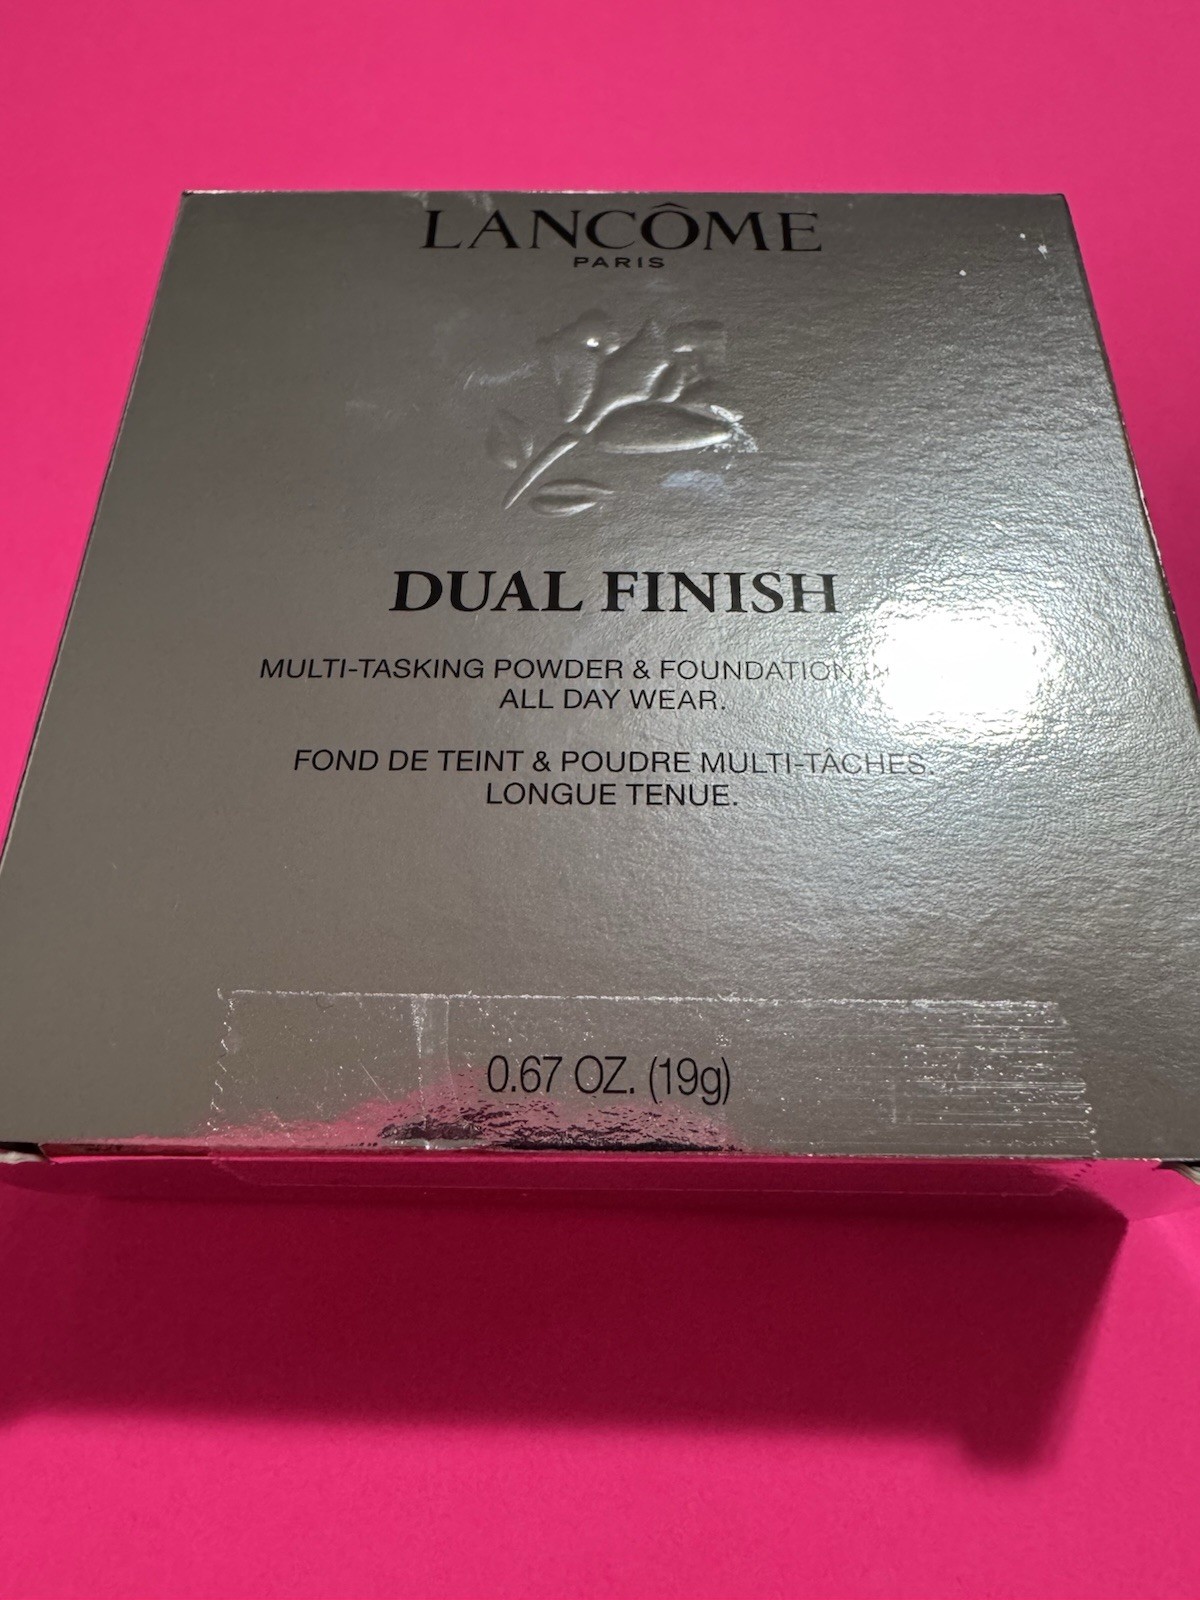 LANCÔME
PARIS
DUAL FINISH
MULTI-TASKING POWDER & FOUNDATION
ALL DAY WEAR.
FOND DE TEINT & POUDRE MULTI-TÂCHES.
LONGUE TENUE.
0.67 OZ. (19g)